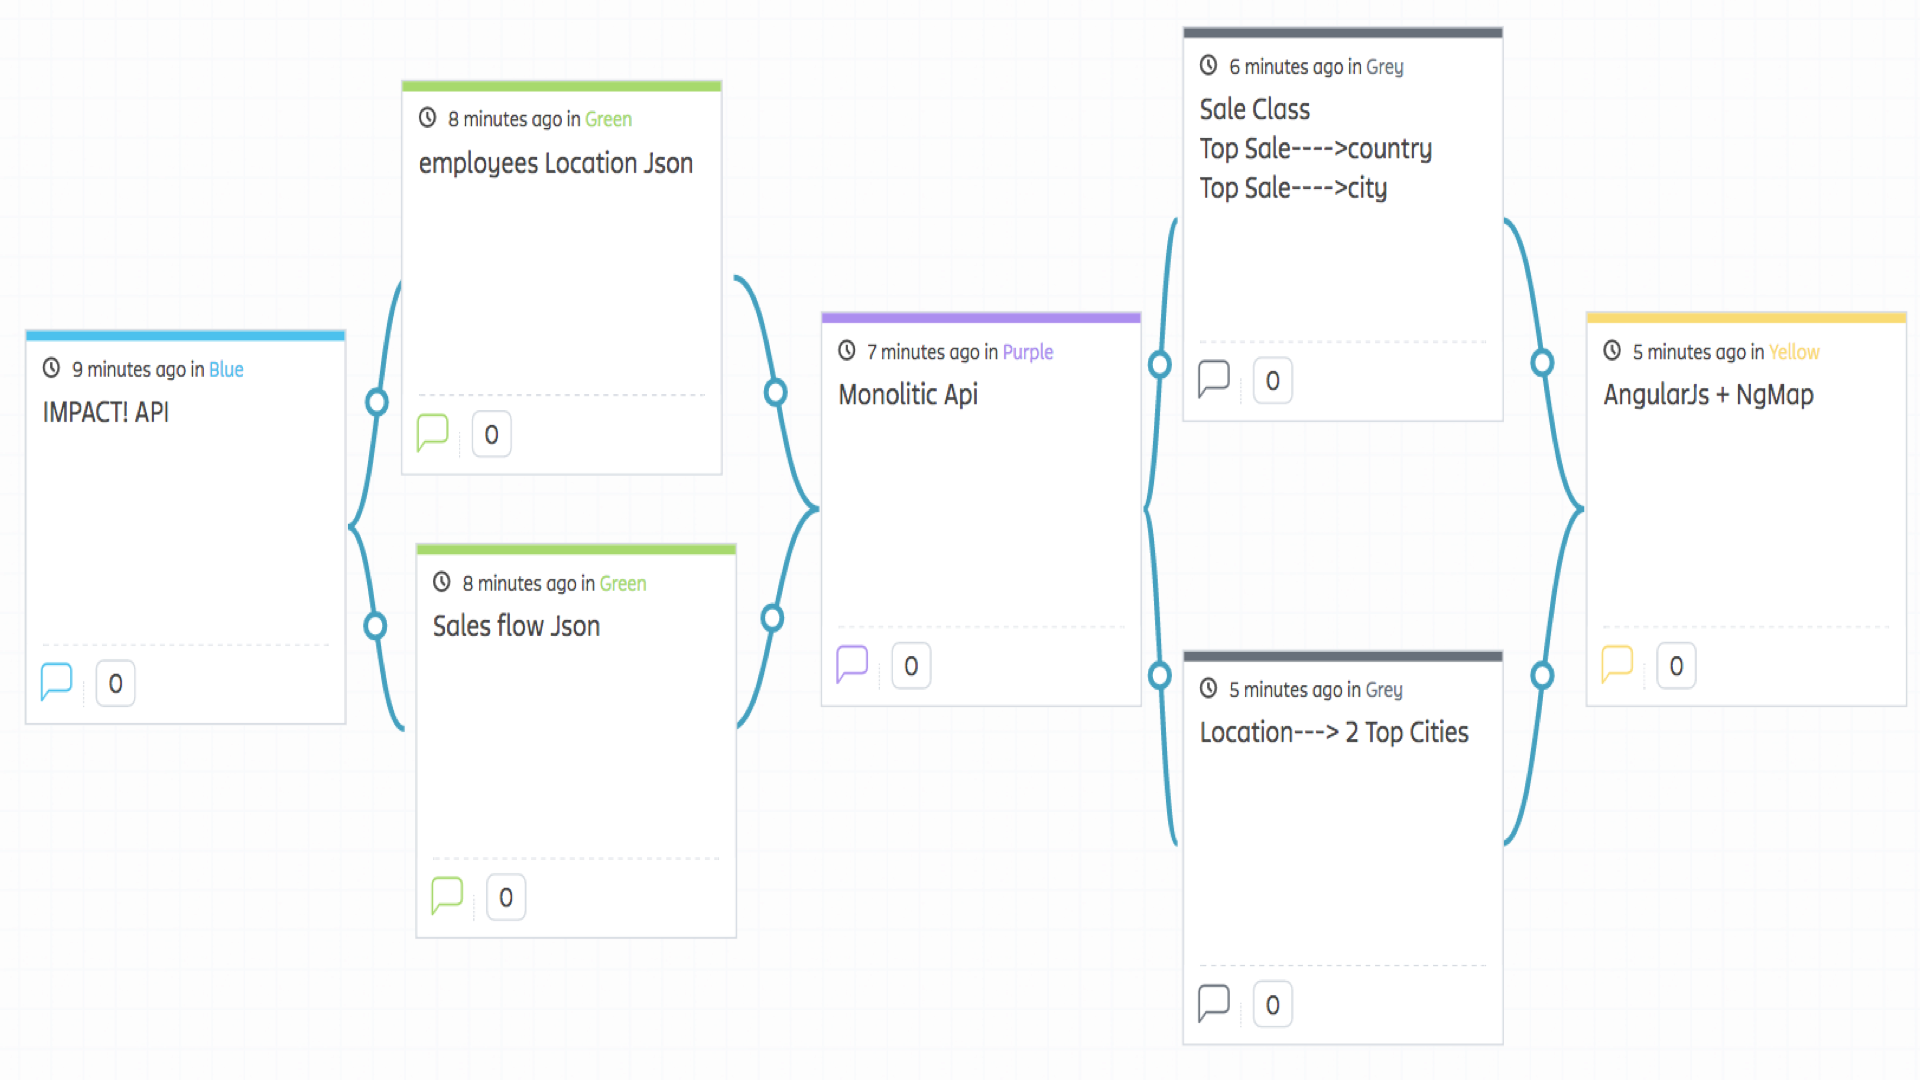 9 minutes ago in Blue
IMPACT! API
0
8 minutes ago in Green
employees Location Json
0
8 minutes ago in Green
Sales flow Json
0
7 minutes ago in Purple
Monolitic Api
0
6 minutes ago in Grey
Sale Class
Top Sale---->country
Top Sale---->city
0
5 minutes ago in Grey
Location---> 2 Top Cities
0
5 minutes ago in Yellow
AngularJs + NgMap
0